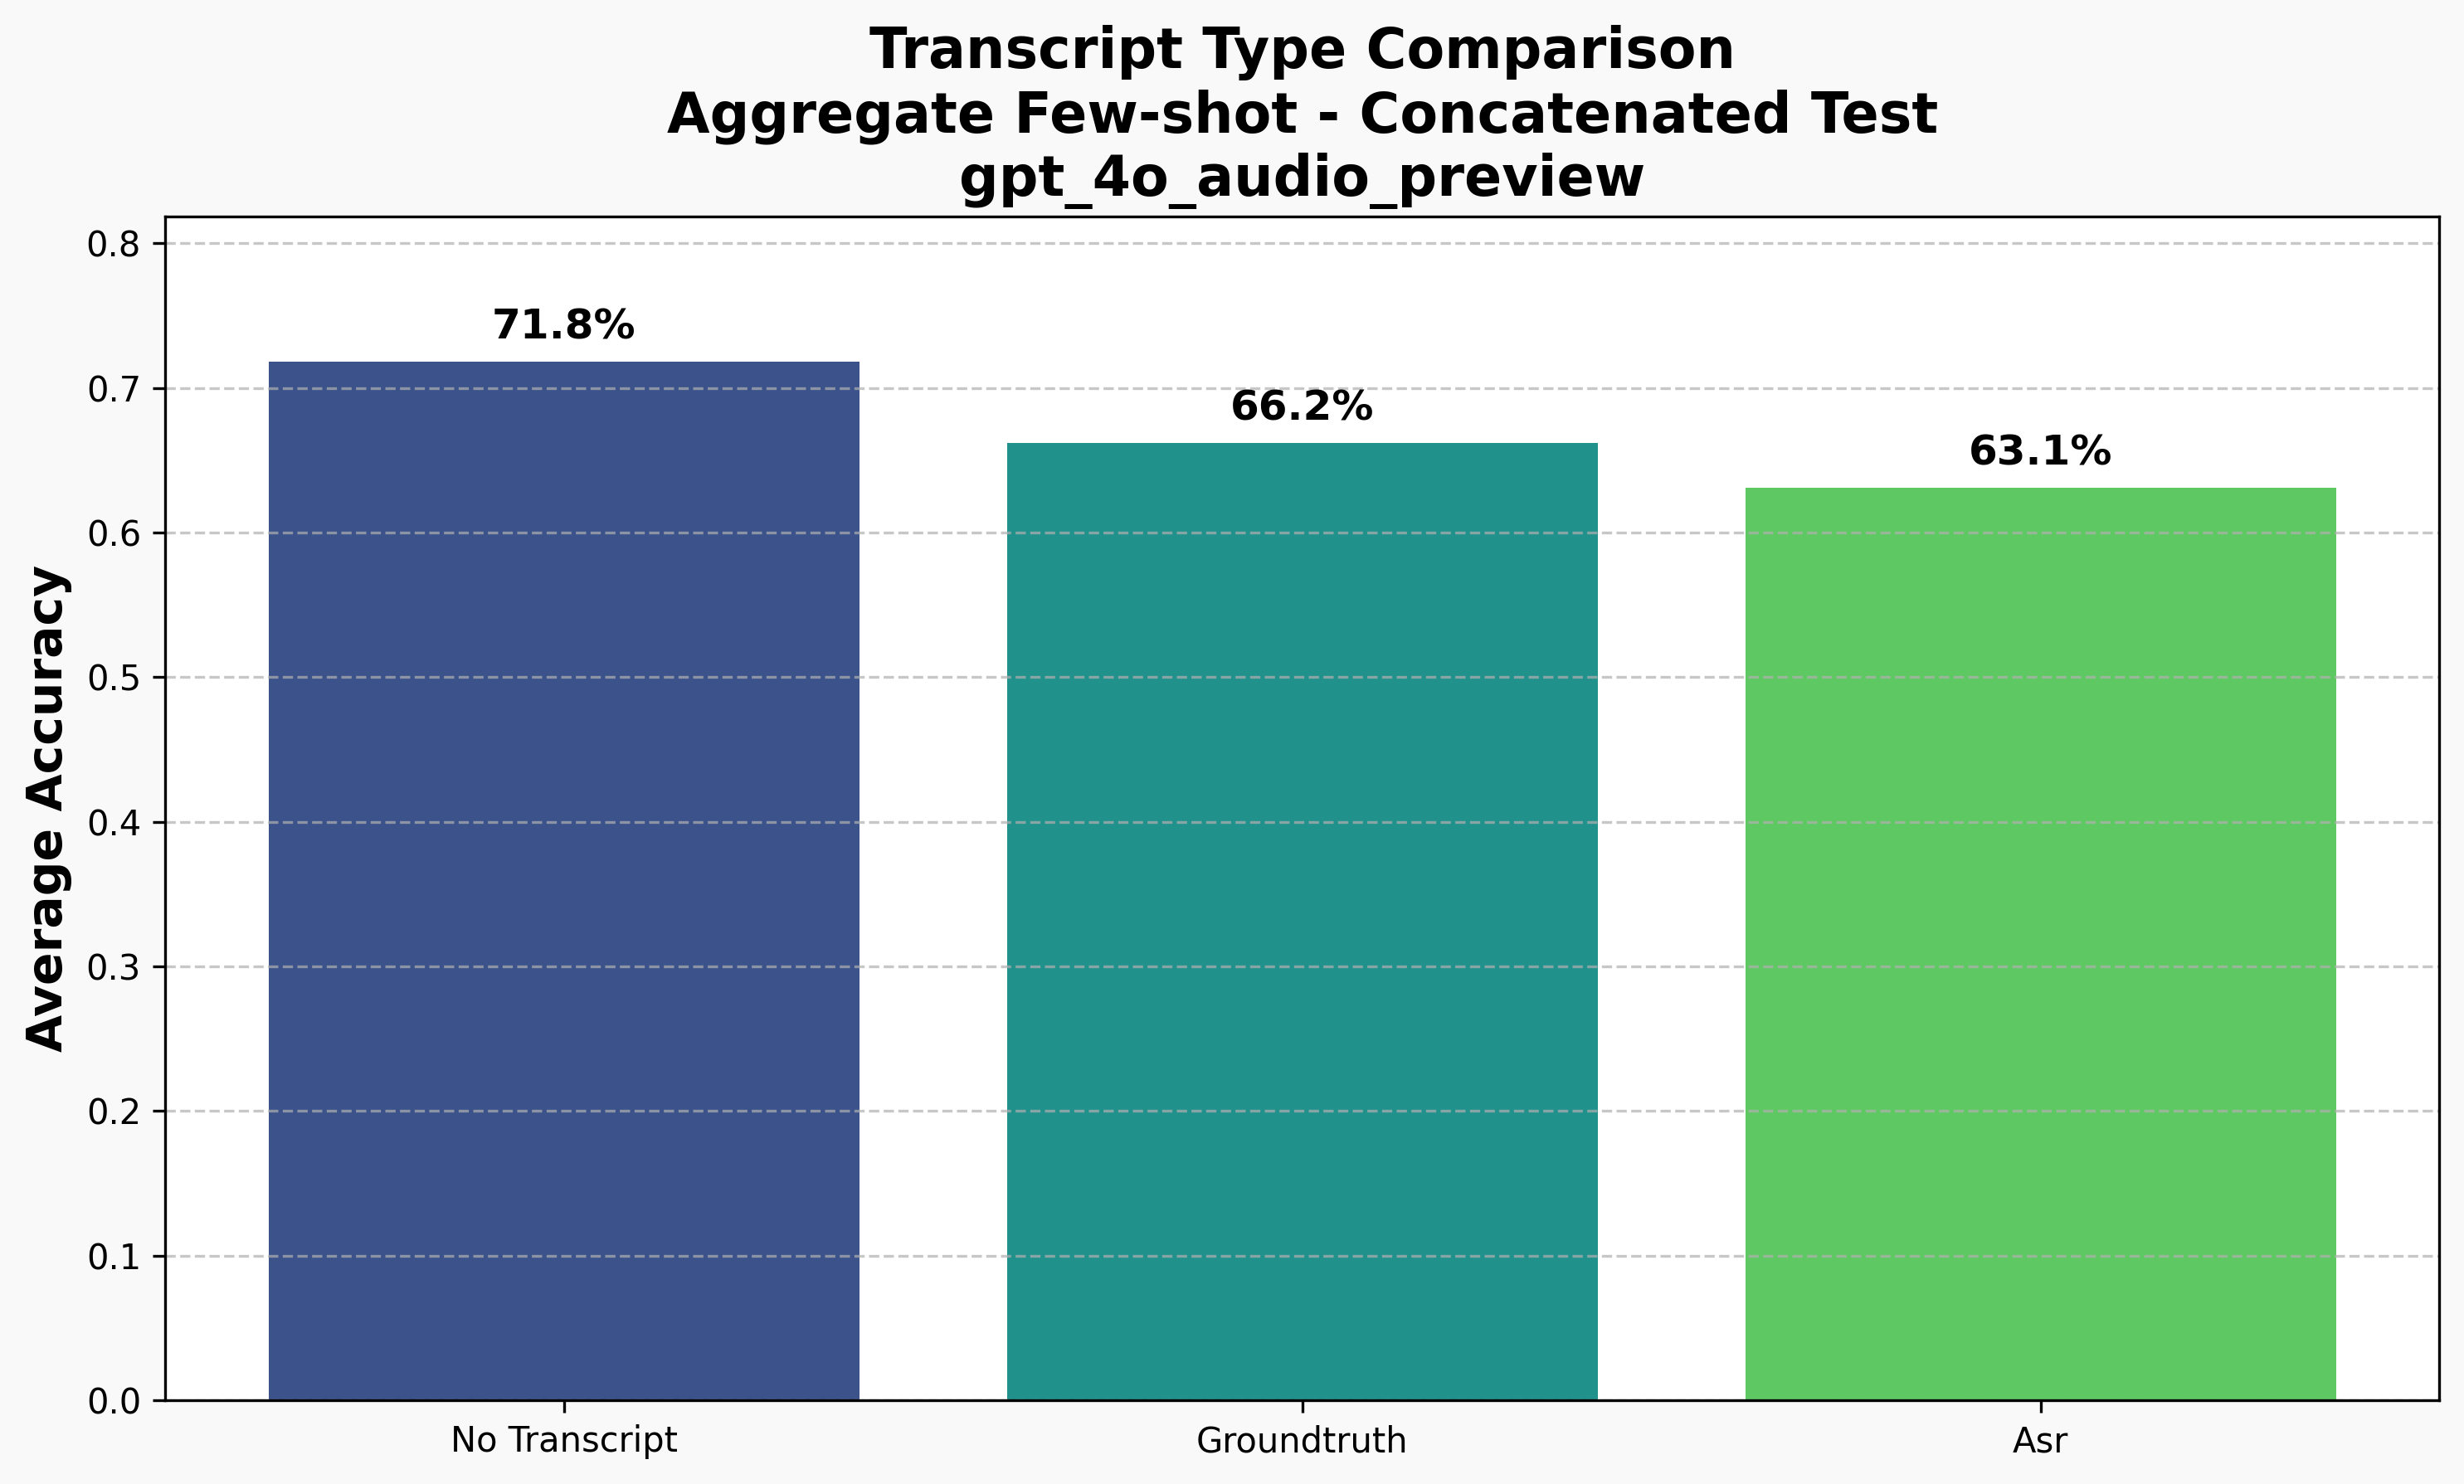 Transcript Type Comparison
Aggregate Few-shot - Concatenated Test
gpt_4o_audio_preview
Average Accuracy
0.8
0.7
0.6
0.5
0.4
0.3
0.2
0.1
0.0
71.8%
66.2%
63.1%
No Transcript
Groundtruth
Asr